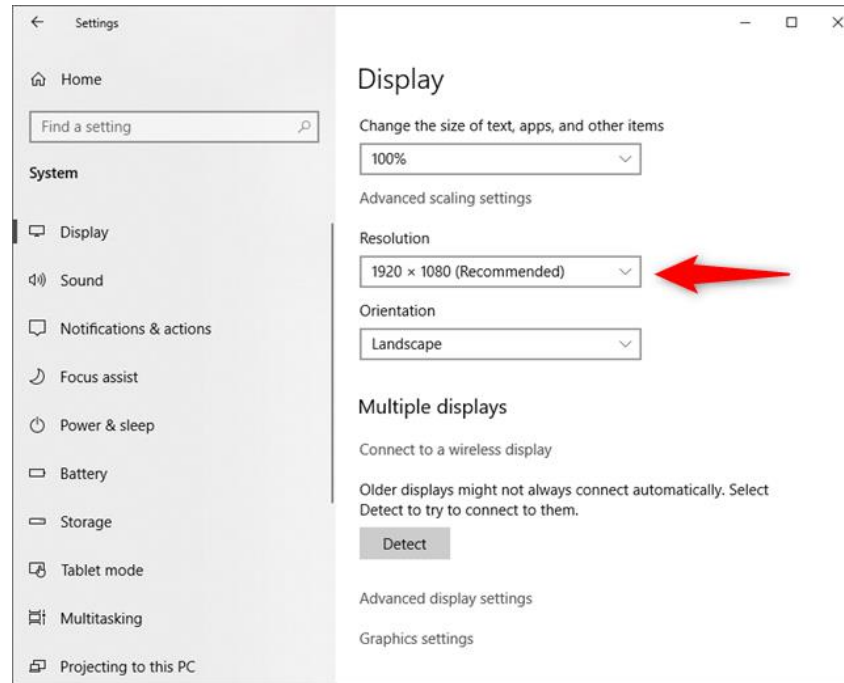 Settings
Home
Find a setting
System
Display
Sound
Notifications & actions
Focus assist
Power & sleep
Battery
Storage
Tablet mode
Multitasking
Projecting to this PC
Display
Change the size of text, apps, and other items
100%
Advanced scaling settings
Resolution
1920 × 1080 (Recommended)
Orientation
Landscape
Multiple displays
Connect to a wireless display
Older displays might not always connect automatically. Select
Detect to try to connect to them.
Detect
Advanced display settings
Graphics settings